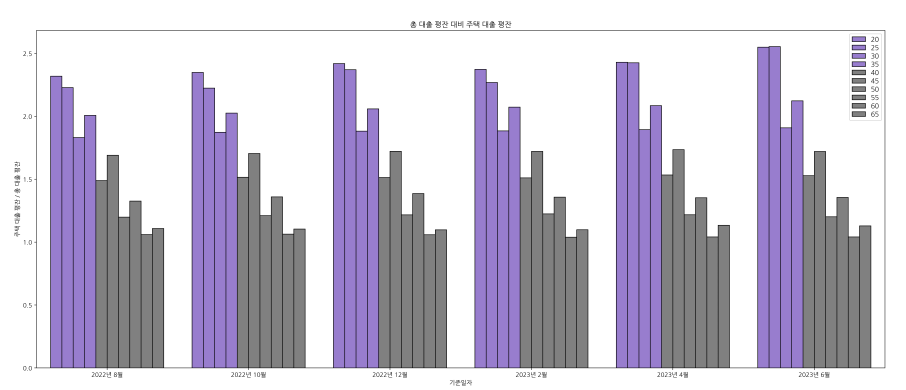 총 대출 평잔 대비 주택 대출 평잔
20
25
30
35
40
45
50
55
60
65
2.5
2.0
1.5
1.0
0.5
0.0
주택 대출 평잔 / 총 대출 평잔
2022년 8월
2022년 10월
2022년 12월
2023년 2월
2023년 4월
2023년 6월
기준일자